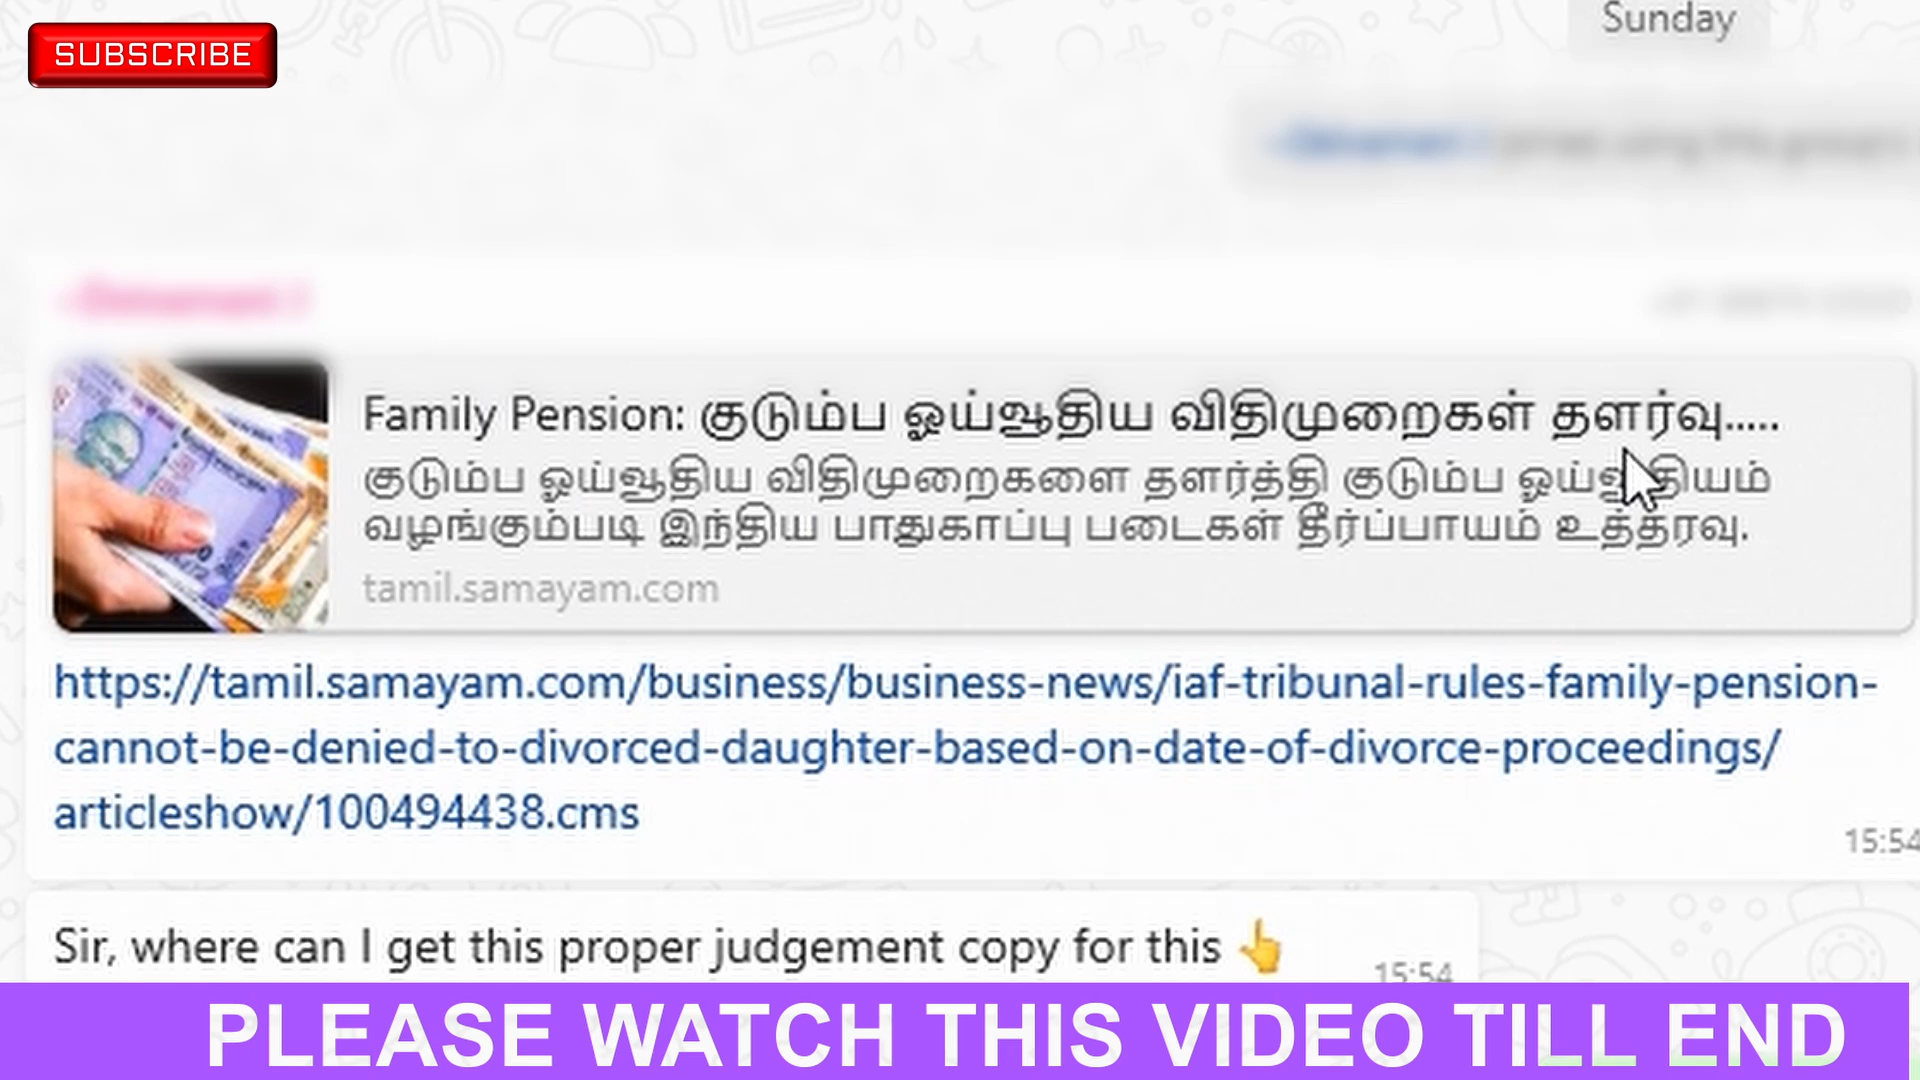 SUBSCRIBE
Sunday
Family Pension: குடும்ப ஓய்வூதிய விதிமுறைகள் தளர்வு.....
குடும்ப ஓய்வூதிய விதிமுறைகளை தளர்த்தி குடும்ப ஓய்வூதியம்
வழங்கும்படி இந்திய பாதுகாப்பு படைகள் தீர்ப்பாயம் உத்தரவு.
tamil.samayam.com
https://tamil.samayam.com/business/business-news/iaf-tribunal-rules-family-pension-
cannot-be-denied-to-divorced-daughter-based-on-date-of-divorce-proceedings/
articleshow/100494438.cms
15:54
Sir, where can I get this proper judgement copy for this 👆
15:54
PLEASE WATCH THIS VIDEO TILL END